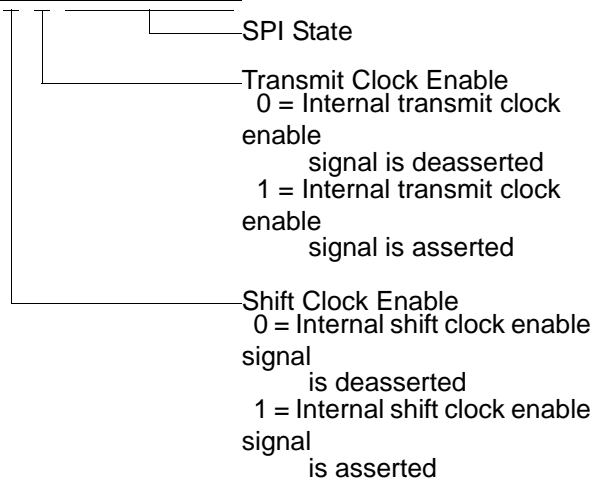 SPI State
Transmit Clock Enable
0 = Internal transmit clock
enable
signal is deasserted
1 = Internal transmit clock
enable
signal is asserted
Shift Clock Enable
0 = Internal shift clock enable
signal
is deasserted
1 = Internal shift clock enable
signal
is asserted